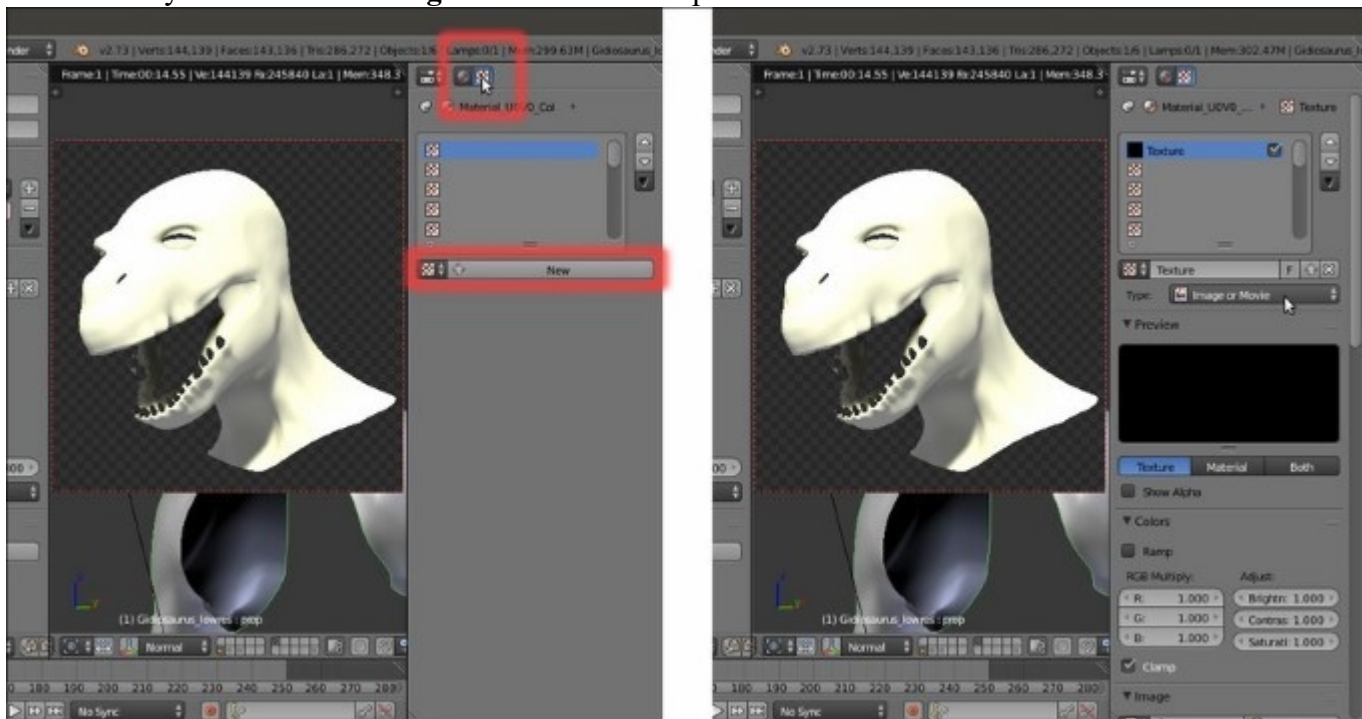 v2.73 | Verts:144,139 | Faces:143,136 | Tris:286,272 | Objects:1/6 | Lamps:0/1 | Mem:299.63M | Gidiosaurus_lo
Frame:1 | Time:00:14.55 | Ve:144139 Fa:245840 La:1 | Mem:348.3
Material_U0V0_Col
New
(1) Gidiosaurus_lowres : prep
Normal
180 190 200 210 220 230 240 250 260 270 280
No Sync
v2.73 | Verts:144,139 | Faces:143,136 | Tris:286,272 | Objects:1/6 | Lamps:0/1 | Mem:302.47M | Gidiosaurus_
Frame:1 | Time:00:14.55 | Ve:144139 Fa:245840 La:1 | Mem:348.3
Material_U0V0_... Texture
Texture
Texture F
Type: Image or Movie
Preview
Texture Material Both
Show Alpha
Colors
Ramp
RGB Multiply: Adjust:
R: 1.000 Brightn: 1.000
G: 1.000 Contras: 1.000
B: 1.000 Saturati: 1.000
Clamp
Image
(1) Gidiosaurus_lowres : prep
Normal
180 190 200 210 220 230 240 250 260 270 280
No Sync